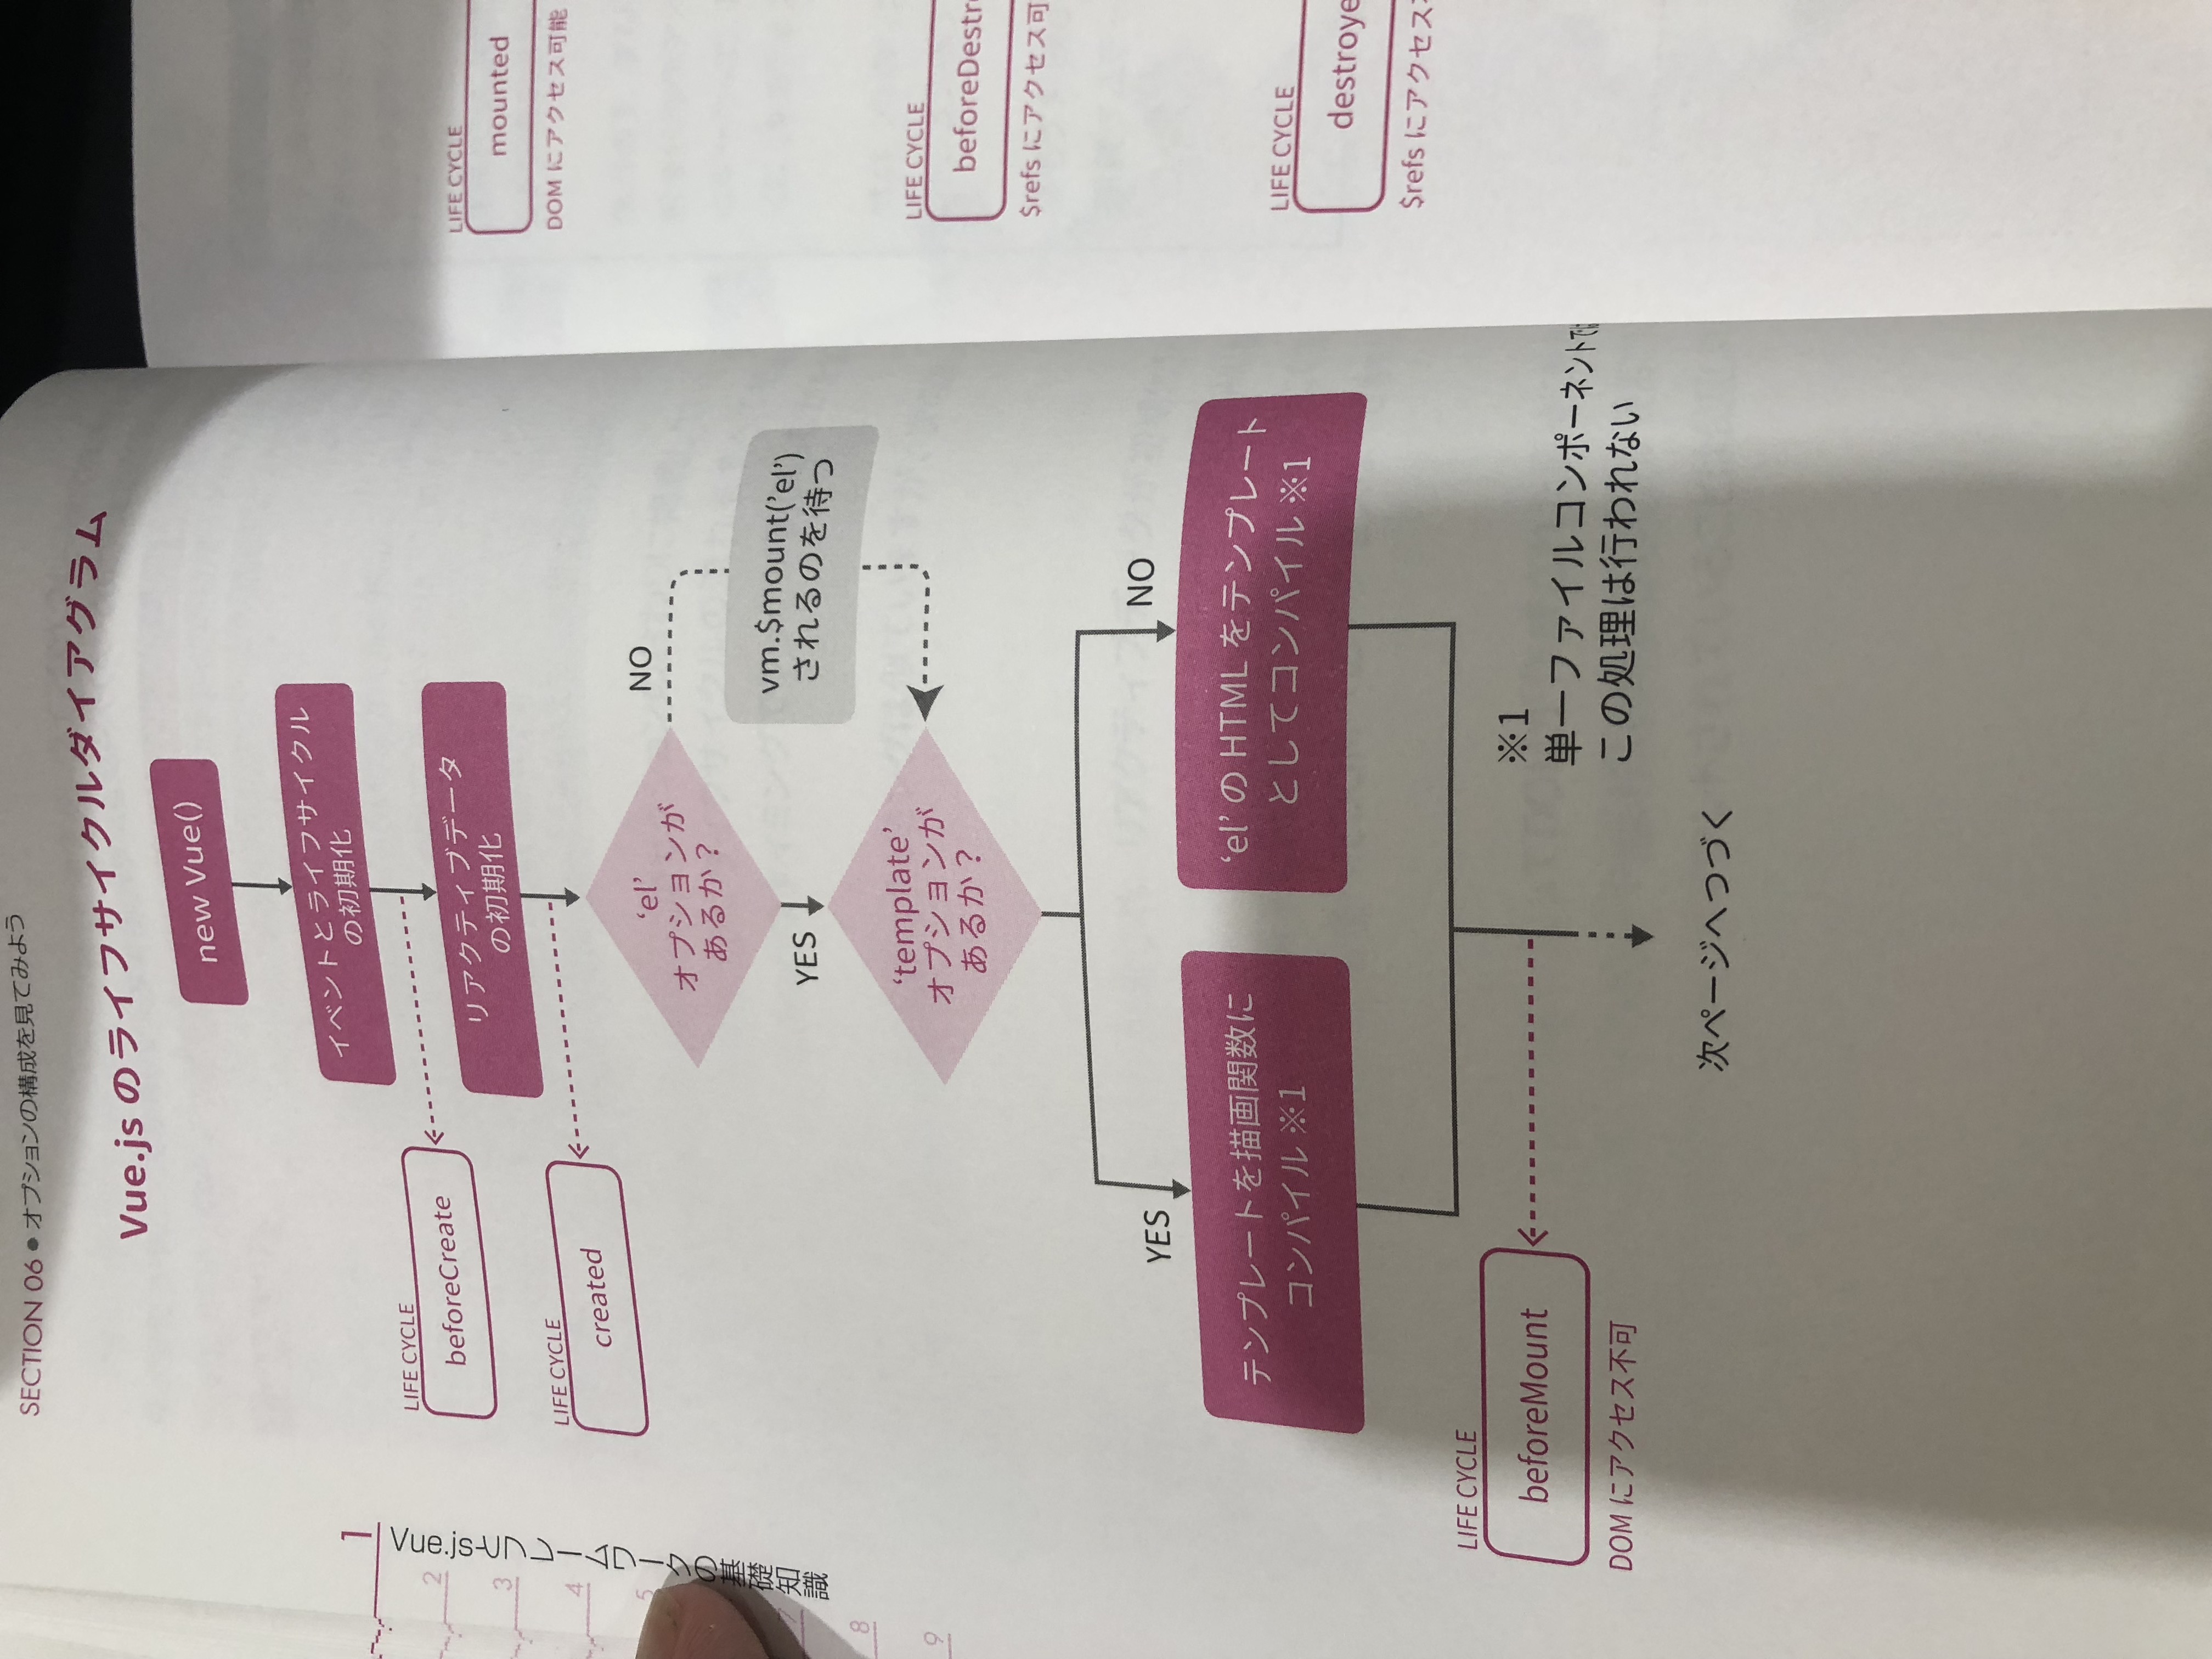 SECTION 06 ● オプションの構成を見てみよう
Vue.js のライフサイクルダイアグラム
new Vue()
イベントとライフサイクル
の初期化
LIFE CYCLE
beforeCreate
リアクティブデータ
の初期化
LIFE CYCLE
created
'el'
オプションが
あるか？
NO
vm.$mount('el')
されるのを待つ
YES
'template'
オプションが
あるか？
YES
NO
テンプレートを描画関数に
コンパイル ※1
'el' の HTML をテンプレート
としてコンパイル ※1
LIFE CYCLE
beforeMount
DOM にアクセス不可
※1
単一ファイルコンポーネントでは
この処理は行われない
次ページへつづく
1
Vue.jsとフレームワークの基礎知識
2
3
4
5
7
8
9
LIFE CYCLE
mounted
DOM にアクセス可能
LIFE CYCLE
beforeDestr
$refs にアクセス可
LIFE CYCLE
destroye
$refs にアクセス